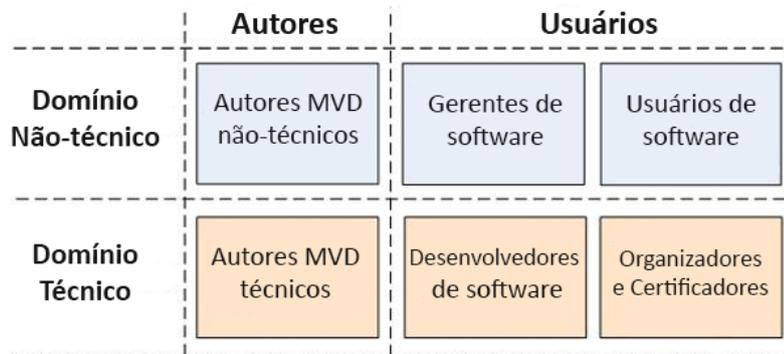 Autores
Usuários
Domínio
Não-técnico
Autores MVD
não-técnicos
Gerentes de
software
Usuários de
software
Domínio
Técnico
Autores MVD
técnicos
Desenvolvedores
de software
Organizadores
e Certificadores